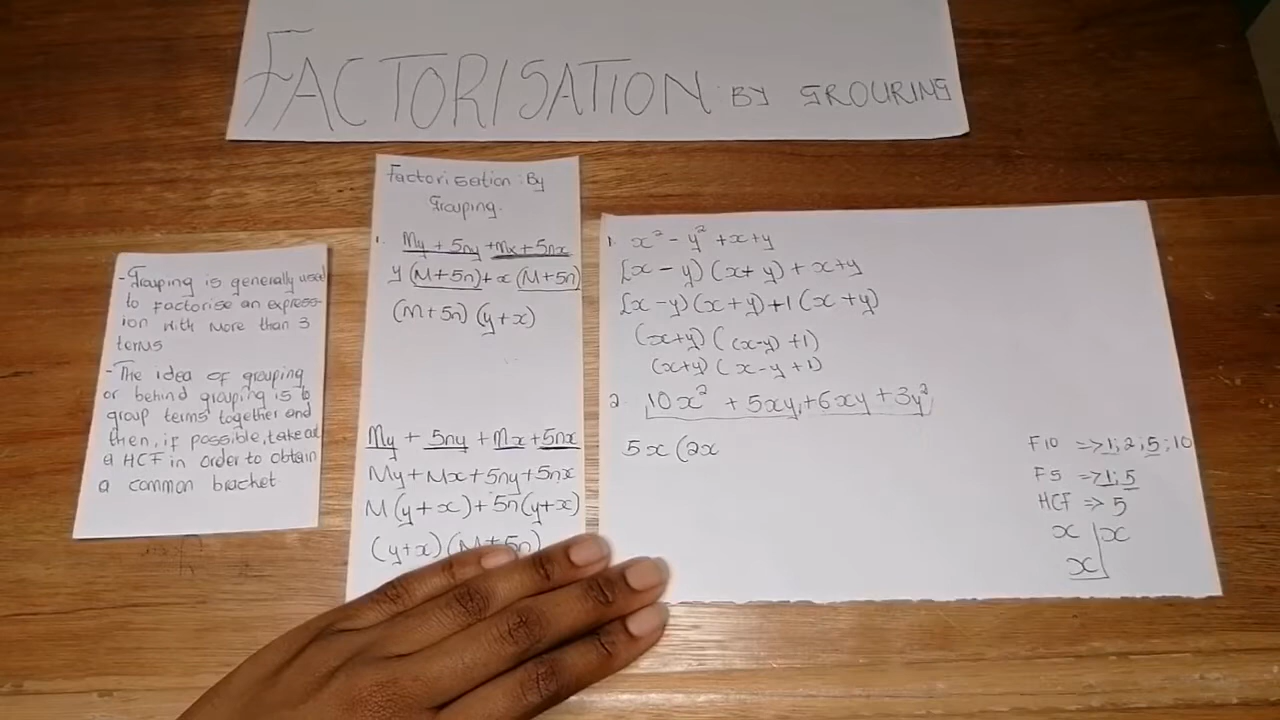 FACTORISATION : BY GROURING
-Grouping is generally used
to factorise an express-
ion with more than 3
terms
-The idea of grouping
or behind grouping is to
group terms together and
then, if possible, take out
a HCF in order to obtain
a common bracket
Factorisation : By
Grouping.
1. My + 5ny + Mx + 5nx
y (M+5n) + x (M+5n)
(M+5n) (y+x)
My + 5ny + Mx + 5nx
My + Mx + 5ny + 5nx
M (y+x) + 5n (y+x)
(y+x) (M+5n)
1. x² - y² + x + y
(x - y) (x + y) + x + y
(x - y) (x + y) + 1 (x + y)
(x+y) ( (x-y) + 1)
(x+y) ( x - y + 1)
2. 10x² + 5xy + 6xy + 3y²
5x (2x
F10 => 1; 2; 5; 10
F5 => 1; 5
HCF => 5
x | x
x